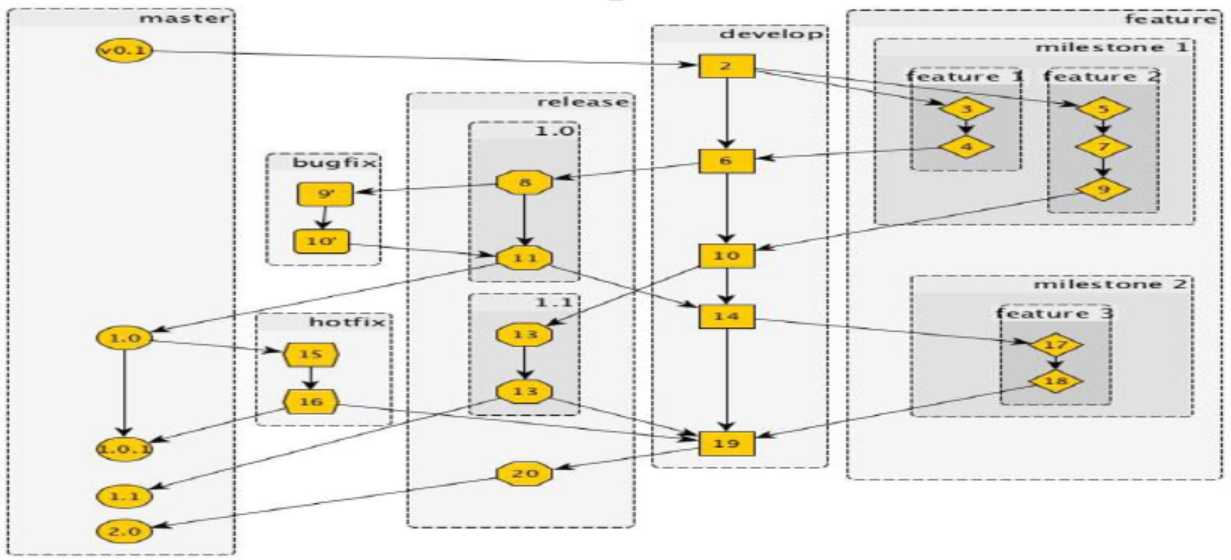 master
v0.1
1.0
1.0.1
1.1
2.0
bugfix
9'
10'
hotfix
15
16
release
1.0
8
11
1.1
13
13
20
develop
2
6
10
14
19
feature
milestone 1
feature 1
3
4
feature 2
5
7
9
milestone 2
feature 3
17
18